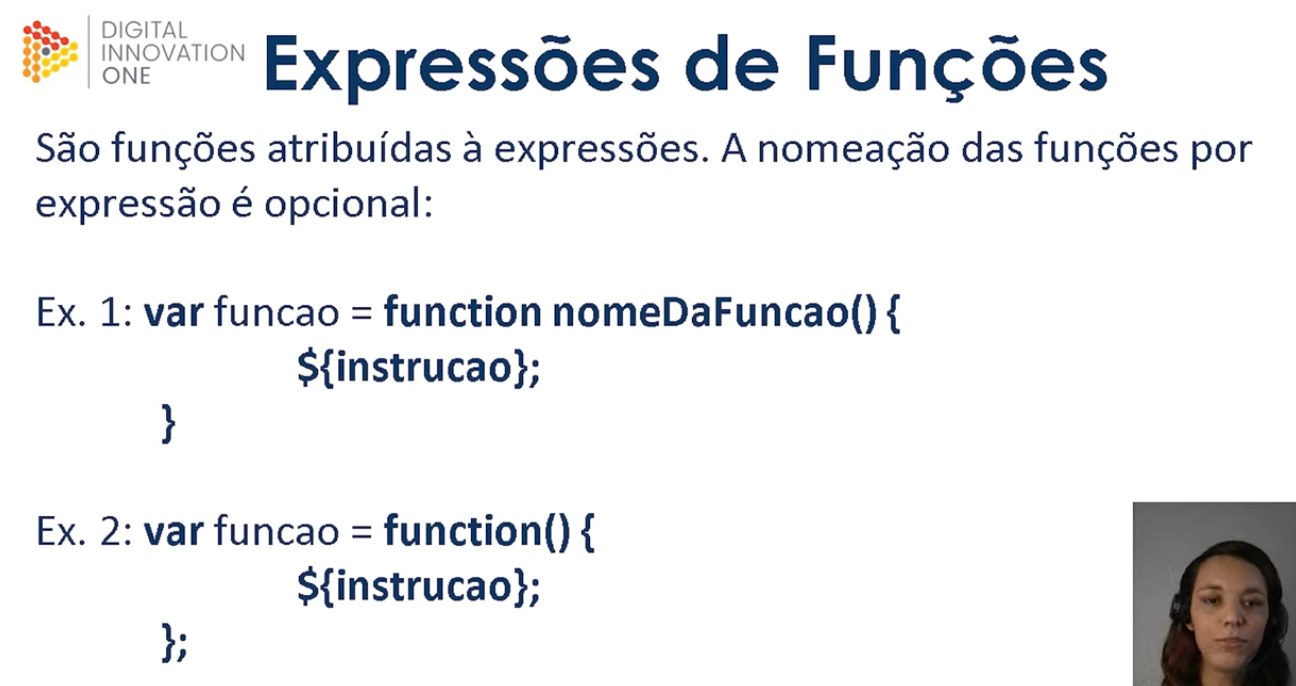 DIGITAL
INNOVATION
ONE
Expressões de Funções
São funções atribuídas à expressões. A nomeação das funções por
expressão é opcional:
Ex. 1: var funcao = function nomeDaFuncao() {
${instrucao};
}
Ex. 2: var funcao = function() {
${instrucao};
};